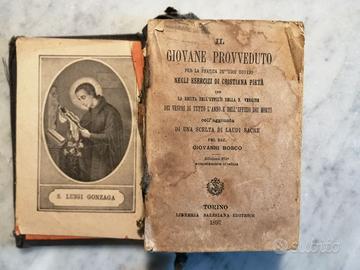 S. LUIGI GONZAGA
IL
GIOVANE PROVVEDUTO
PER LA PRATICA DE' SUOI DOVERI
NEGLI ESERCIZI DI CRISTIANA PIETÀ
PER
LA RECITA DELL'UFFIZIO DELLA B. VERGINE
DEI VESPRI DI TUTTO L'ANNO E DELL'UFFIZIO DEI MORTI
coll'aggiunta
DI UNA SCELTA DI LAUDI SACRE
PEL SAC.
GIOVANNI BOSCO
Edizione
TORINO
LIBRERIA SALESIANA EDITRICE
subito